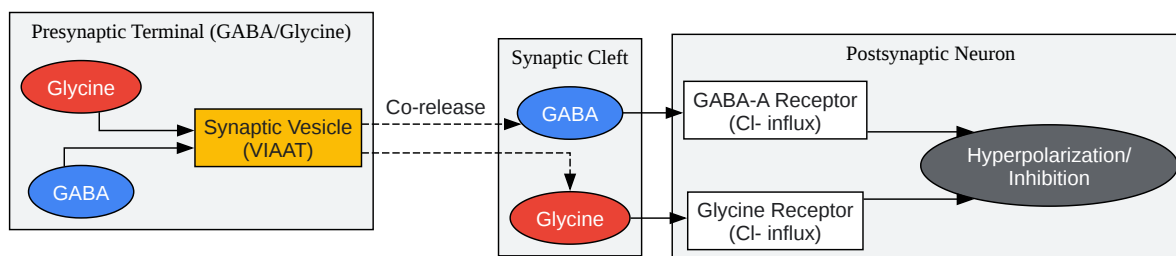 Presynaptic Terminal (GABA/Glycine)
Glycine
GABA
Synaptic Vesicle
(VIAAT)
Co-release
Synaptic Cleft
GABA
Glycine
Postsynaptic Neuron
GABA-A Receptor
(Cl- influx)
Glycine Receptor
(Cl- influx)
Hyperpolarization/
Inhibition